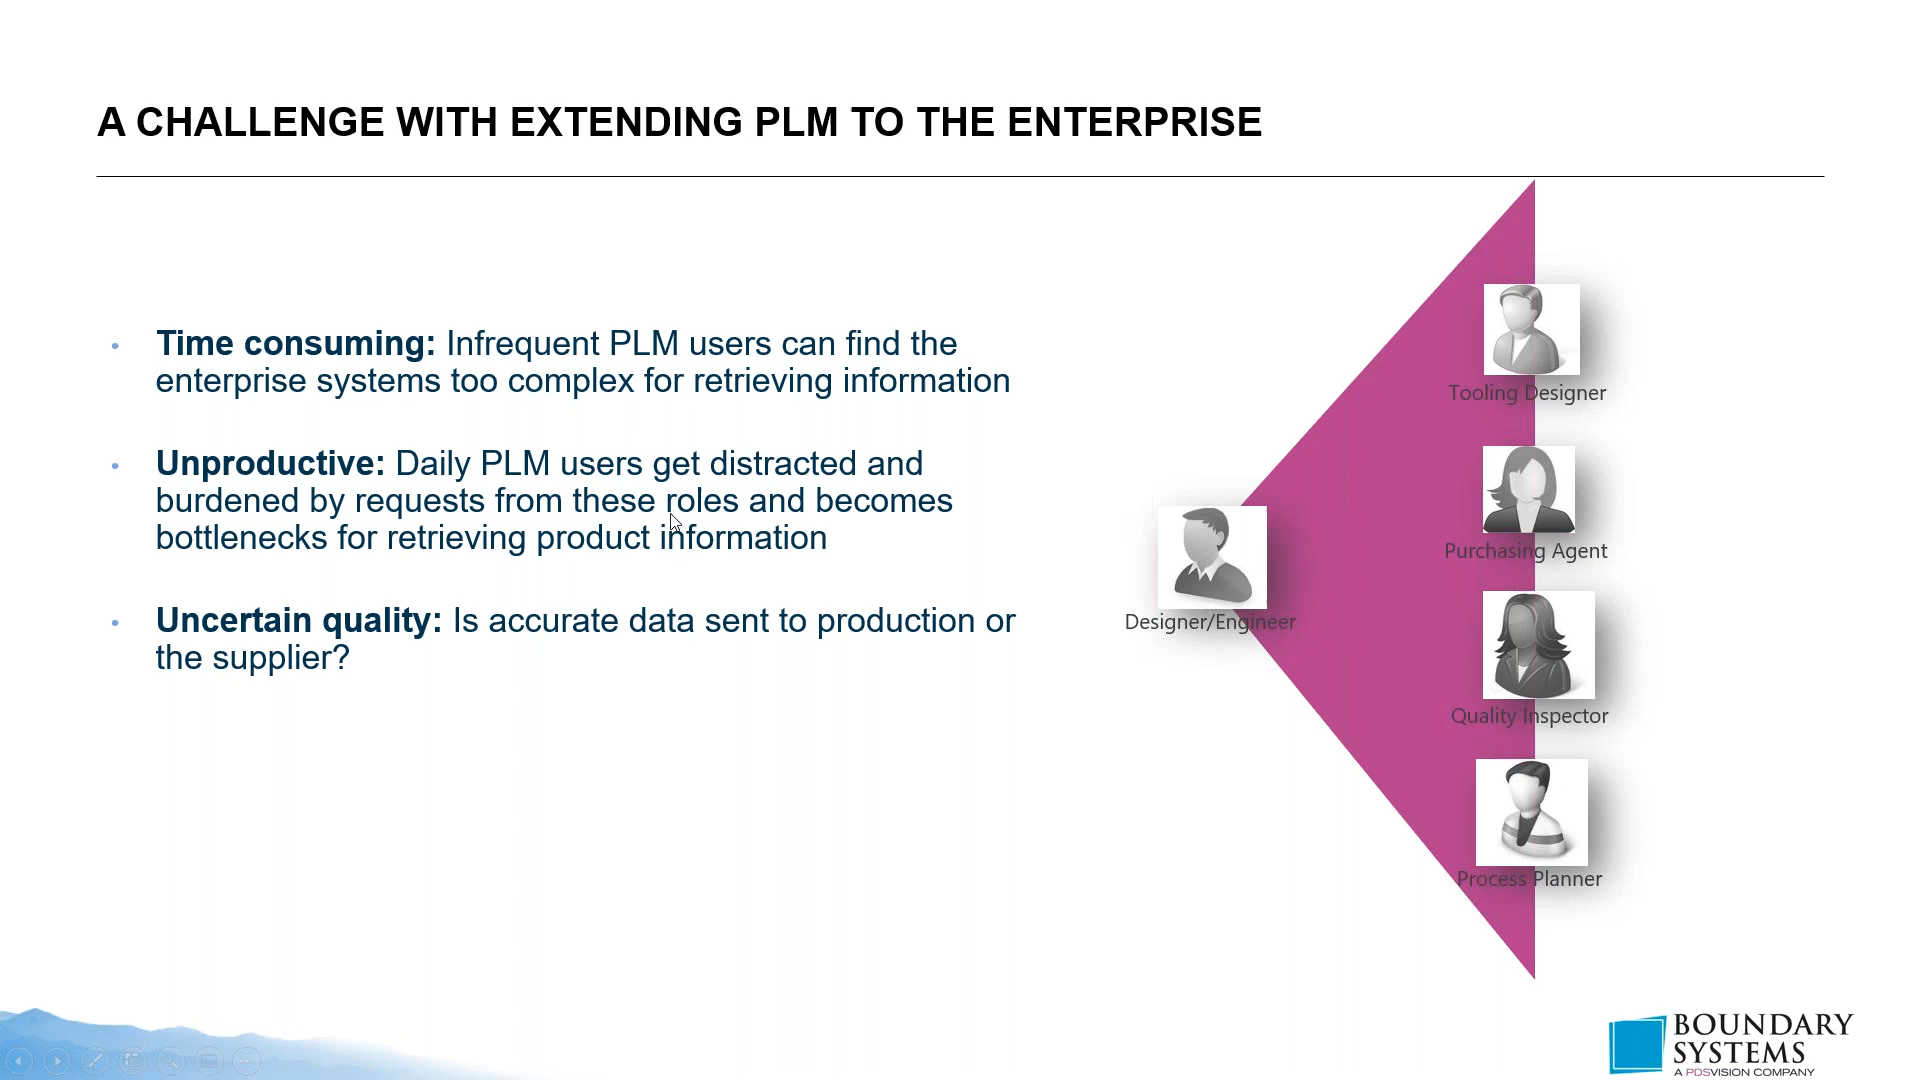 A CHALLENGE WITH EXTENDING PLM TO THE ENTERPRISE
Time consuming: Infrequent PLM users can find the
enterprise systems too complex for retrieving information
Unproductive: Daily PLM users get distracted and
burdened by requests from these roles and becomes
bottlenecks for retrieving product information
Uncertain quality: Is accurate data sent to production or
the supplier?
Designer/Engineer
Tooling Designer
Purchasing Agent
Quality Inspector
Process Planner
BOUNDARY
SYSTEMS
A PDSVISION COMPANY